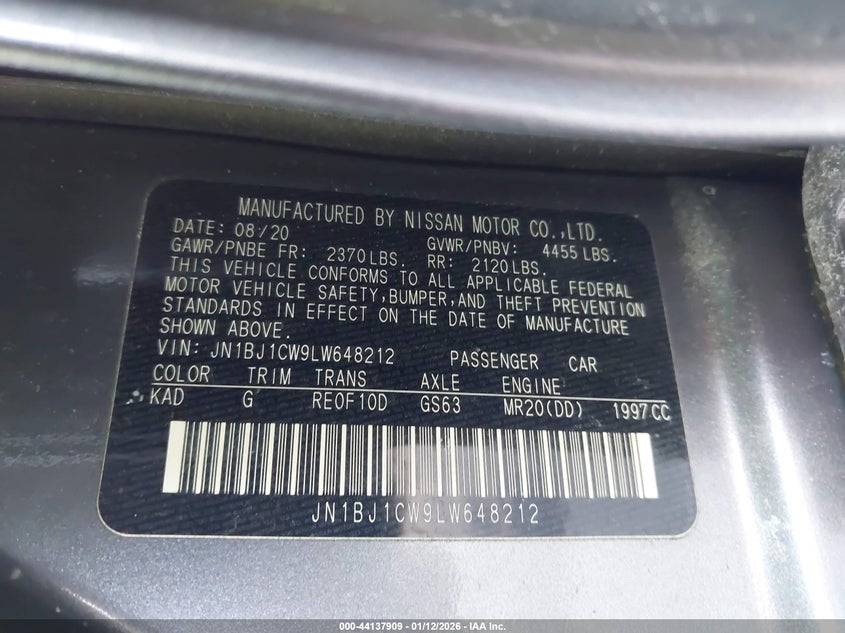 MANUFACTURED BY NISSAN MOTOR CO.,LTD.
DATE: 08/20
GAWR/PNBE FR: 2370LBS. GVWR/PNBV: 4455LBS.
RR: 2120LBS.
THIS VEHICLE CONFORMS TO ALL APPLICABLE FEDERAL
MOTOR VEHICLE SAFETY,BUMPER,AND THEFT PREVENTION
STANDARDS IN EFFECT ON THE DATE OF MANUFACTURE
SHOWN ABOVE.
VIN: JN1BJ1CW9LW648212 PASSENGER CAR
COLOR TRIM TRANS AXLE ENGINE
KAD G RE0F10D GS63 MR20(DD) 1997CC
JN1BJ1CW9LW648212
000-44137909 - 01/12/2026 - IAA Inc.